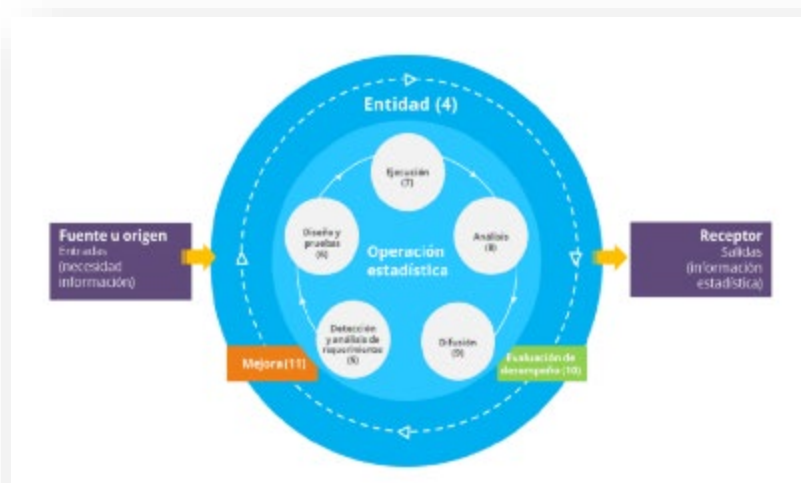 Entidad (4)
Ejecución
(7)
Diseño y
pruebas
(6)
Análisis
(8)
Operación
estadística
Detección
y análisis de
requerimientos
(5)
Difusión
(9)
Fuente u origen
Entradas
(necesidad
información)
Receptor
Salidas
(información
estadística)
Mejora (11)
Evaluación de
desempeño (10)